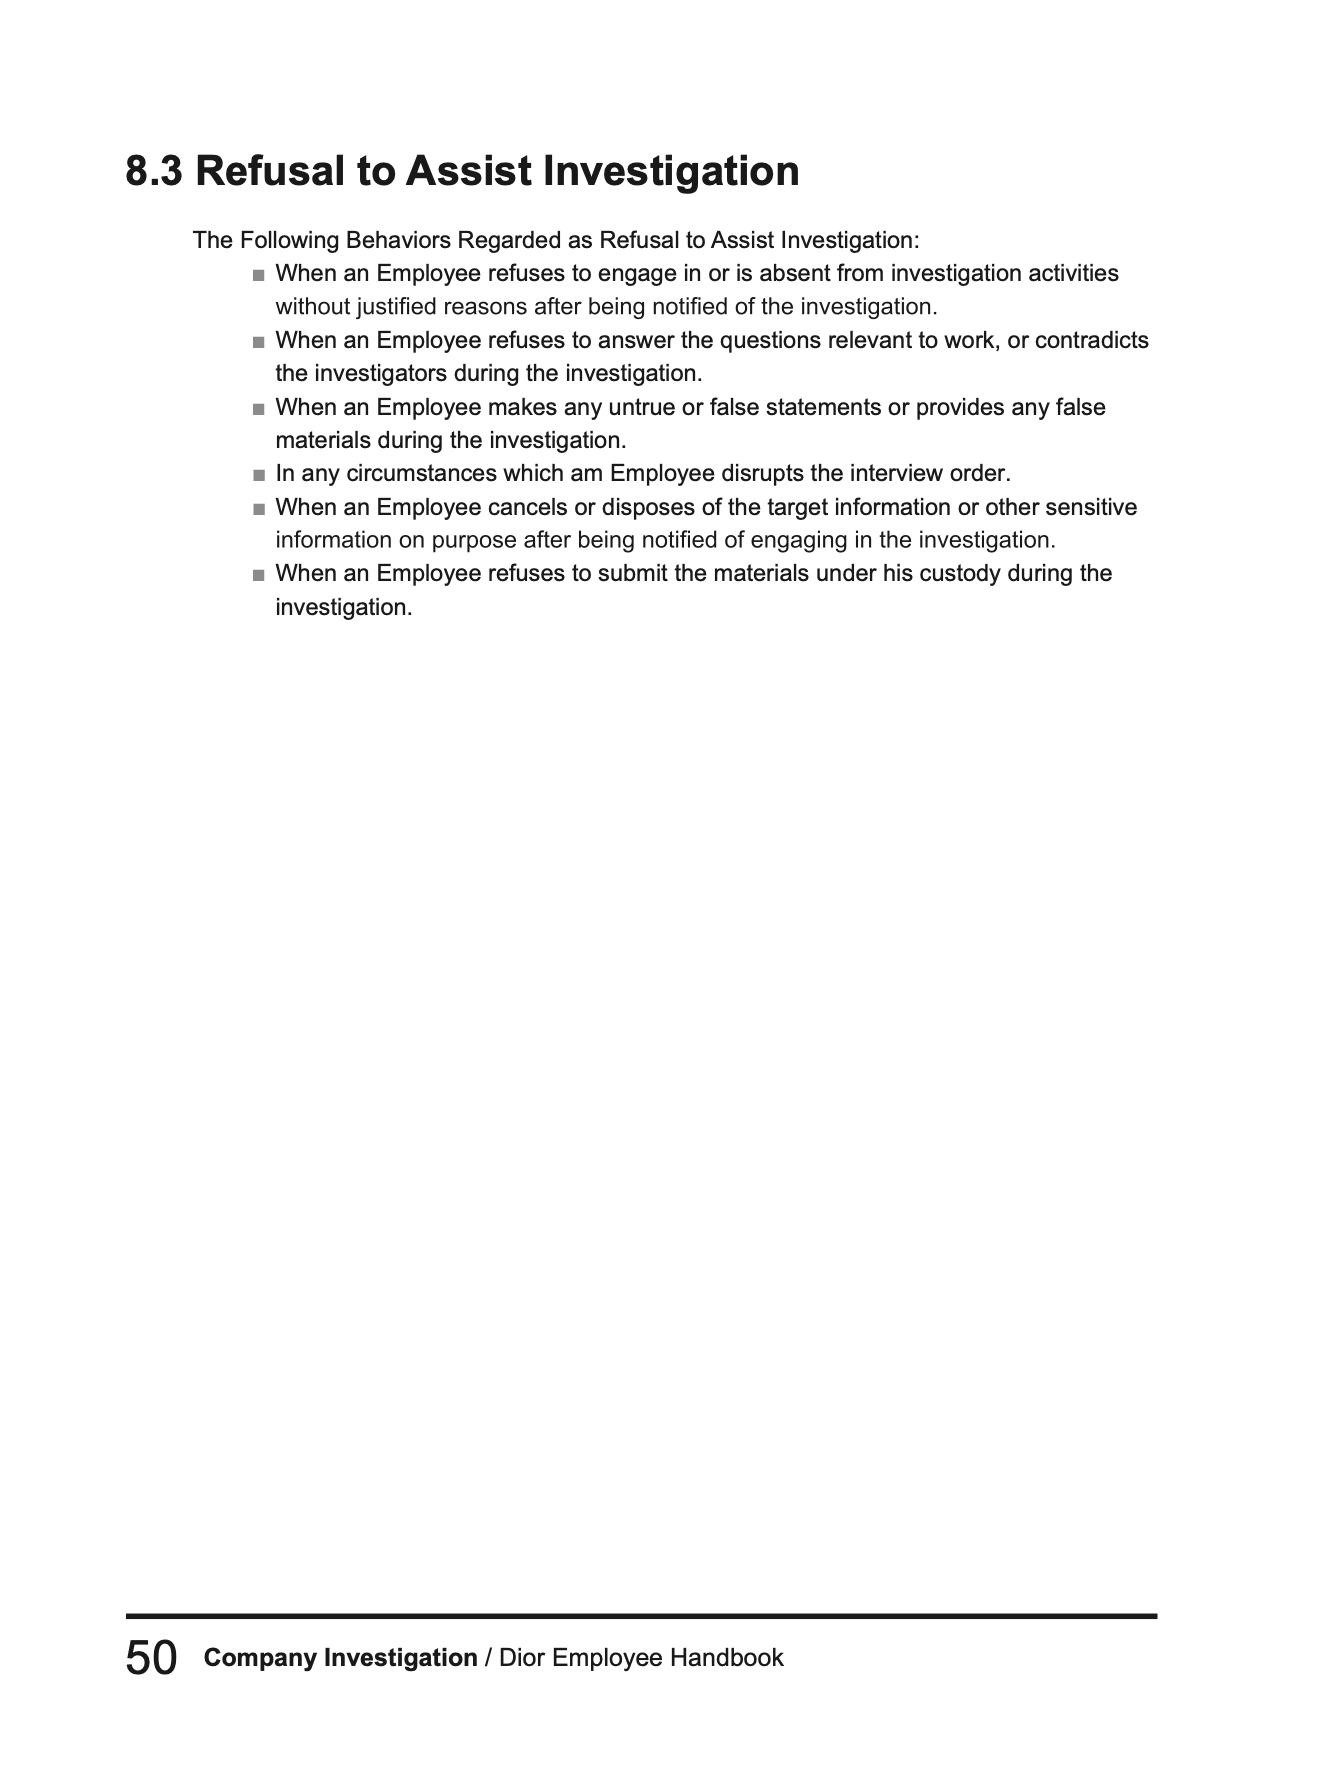 8.3 Refusal to Assist Investigation
The Following Behaviors Regarded as Refusal to Assist Investigation:
■ When an Employee refuses to engage in or is absent from investigation activities
without justified reasons after being notified of the investigation.
■ When an Employee refuses to answer the questions relevant to work, or contradicts
the investigators during the investigation.
■ When an Employee makes any untrue or false statements or provides any false
materials during the investigation.
■ In any circumstances which am Employee disrupts the interview order.
■ When an Employee cancels or disposes of the target information or other sensitive
information on purpose after being notified of engaging in the investigation.
■ When an Employee refuses to submit the materials under his custody during the
investigation.
50 Company Investigation / Dior Employee Handbook